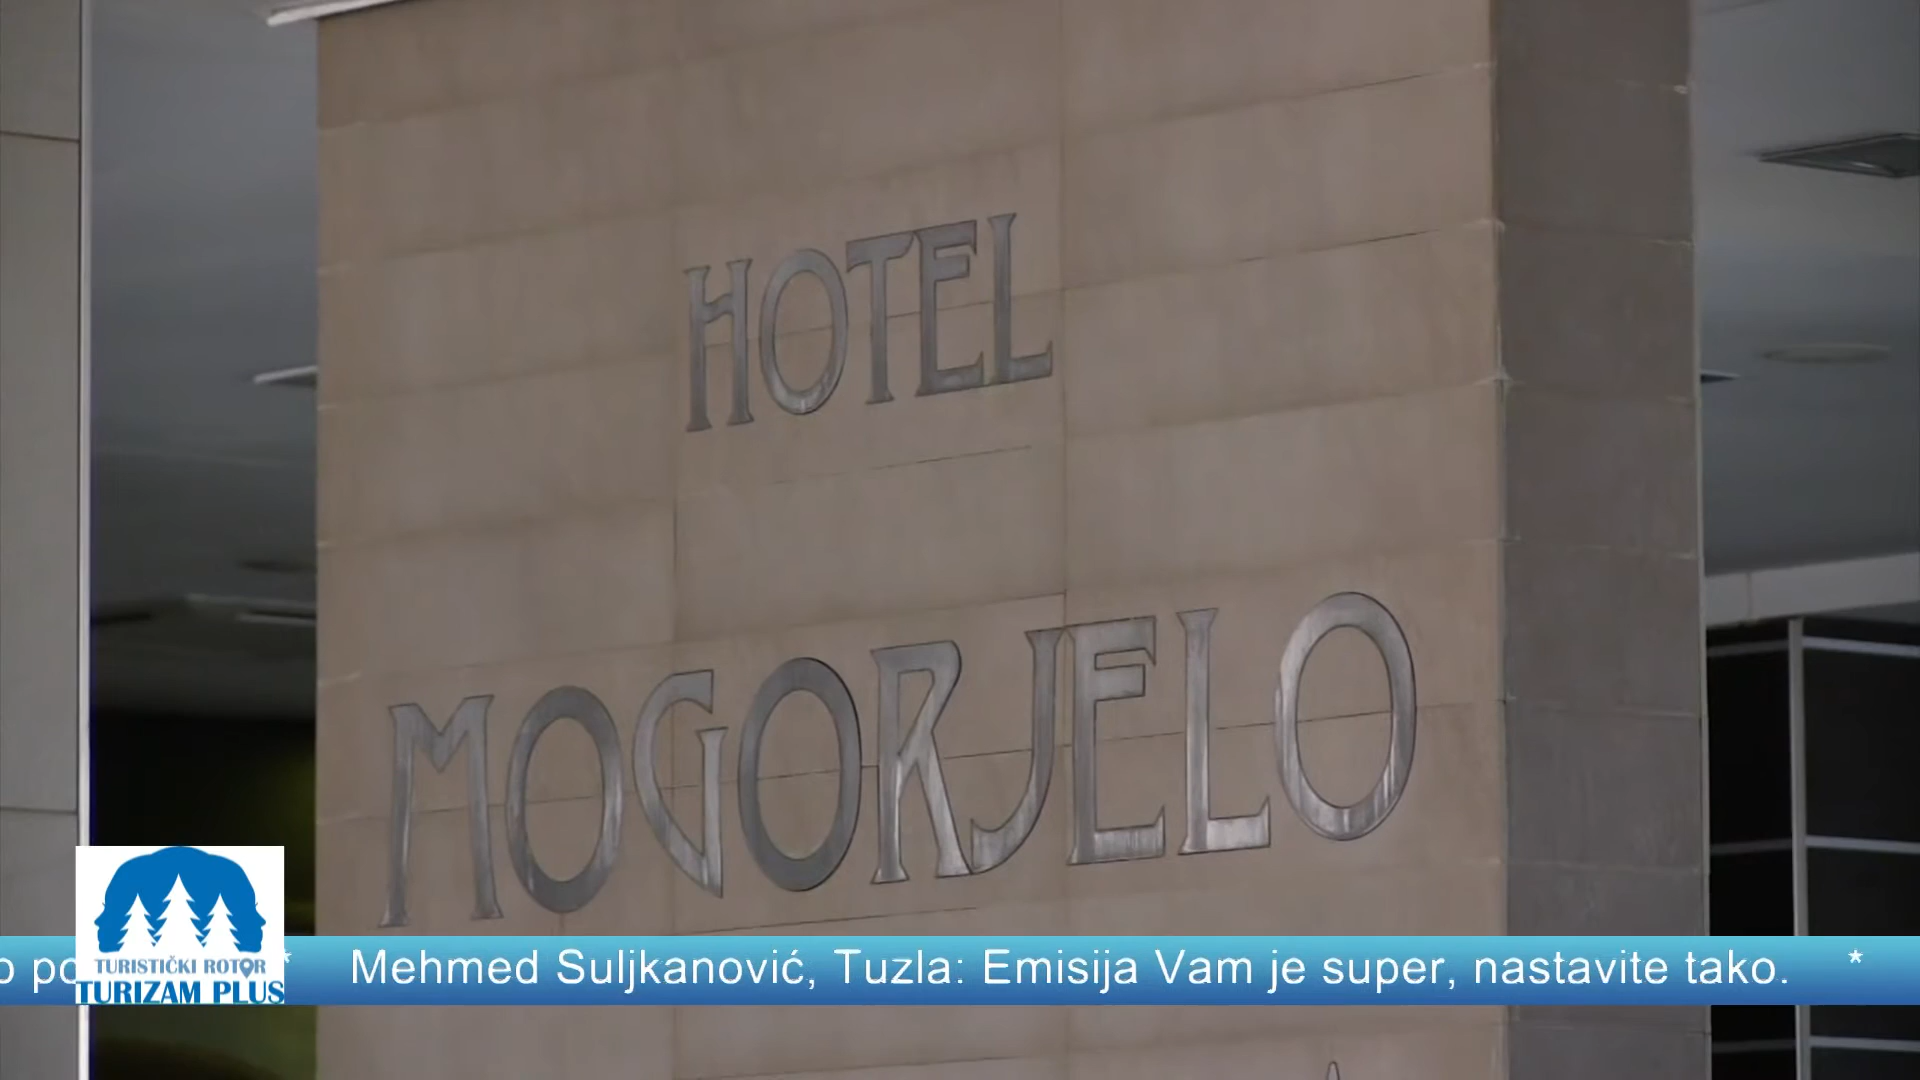 HOTEL
MOGORJELO
Mehmed Suljkanović, Tuzla: Emisija Vam je super, nastavite tako. *
TURISTIČKI ROTOR
TURIZAM PLUS